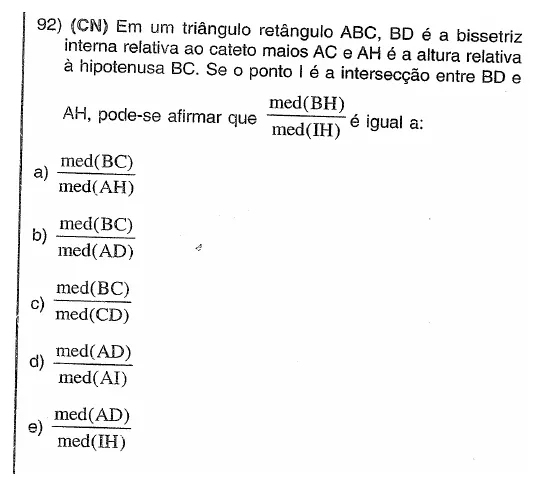 92) (CN) Em um triângulo retângulo ABC, BD é a bissetriz
interna relativa ao cateto maios AC e AH é a altura relativa
à hipotenusa BC. Se o ponto I é a intersecção entre BD e
AH, pode-se afirmar que med(BH)/med(IH) é igual a:
a) med(BC)/med(AH)
b) med(BC)/med(AD)
c) med(BC)/med(CD)
d) med(AD)/med(AI)
e) med(AD)/med(IH)